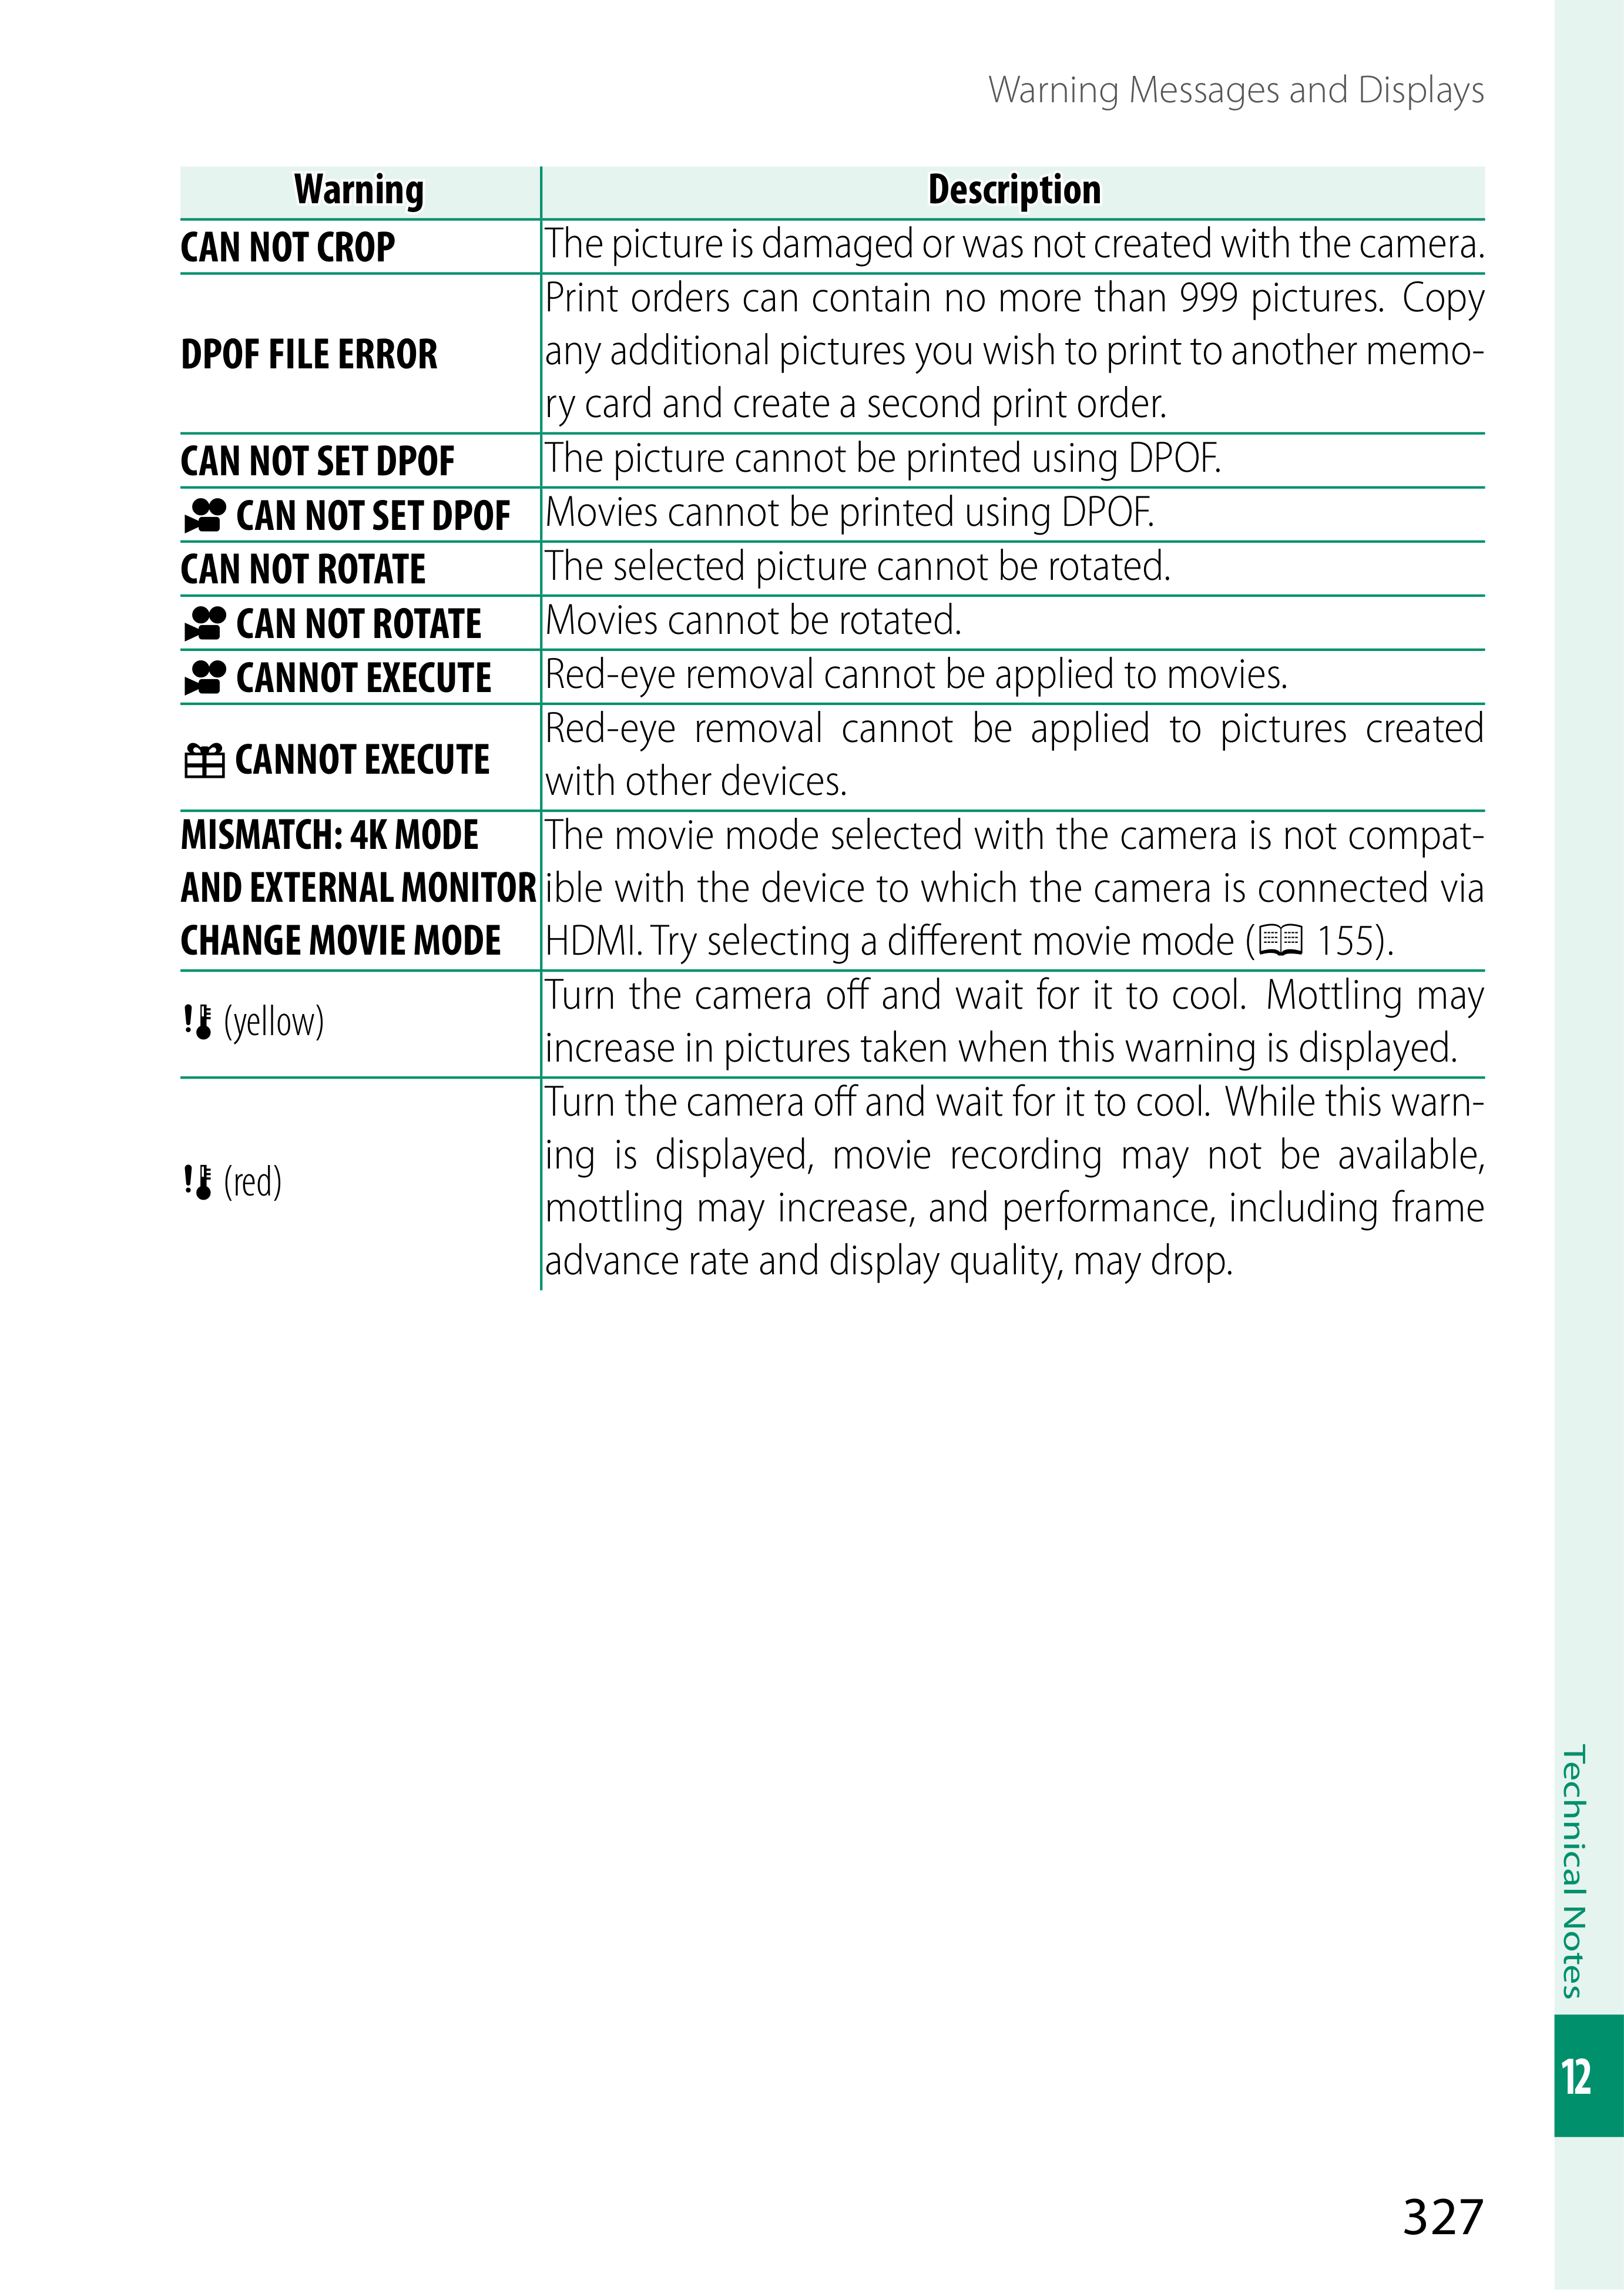 Warning Messages and Displays
Warning Description
CAN NOT CROP The picture is damaged or was not created with the camera.
DPOF FILE ERROR
Print orders can contain no more than 999 pictures. Copy
any additional pictures you wish to print to another memo-
ry card and create a second print order.
CAN NOT SET DPOF The picture cannot be printed using DPOF.
CAN NOT SET DPOF Movies cannot be printed using DPOF.
CAN NOT ROTATE The selected picture cannot be rotated.
CAN NOT ROTATE Movies cannot be rotated.
CANNOT EXECUTE Red-eye removal cannot be applied to movies.
CANNOT EXECUTE
Red-eye removal cannot be applied to pictures created
with other devices.
MISMATCH: 4K MODE
AND EXTERNAL MONITOR
CHANGE MOVIE MODE
The movie mode selected with the camera is not compat-
ible with the device to which the camera is connected via
HDMI. Try selecting a different movie mode ( 155).
(yellow)
Turn the camera off and wait for it to cool. Mottling may
increase in pictures taken when this warning is displayed.
(red)
Turn the camera off and wait for it to cool. While this warn-
ing is displayed, movie recording may not be available,
mottling may increase, and performance, including frame
advance rate and display quality, may drop.
Technical Notes
12
327